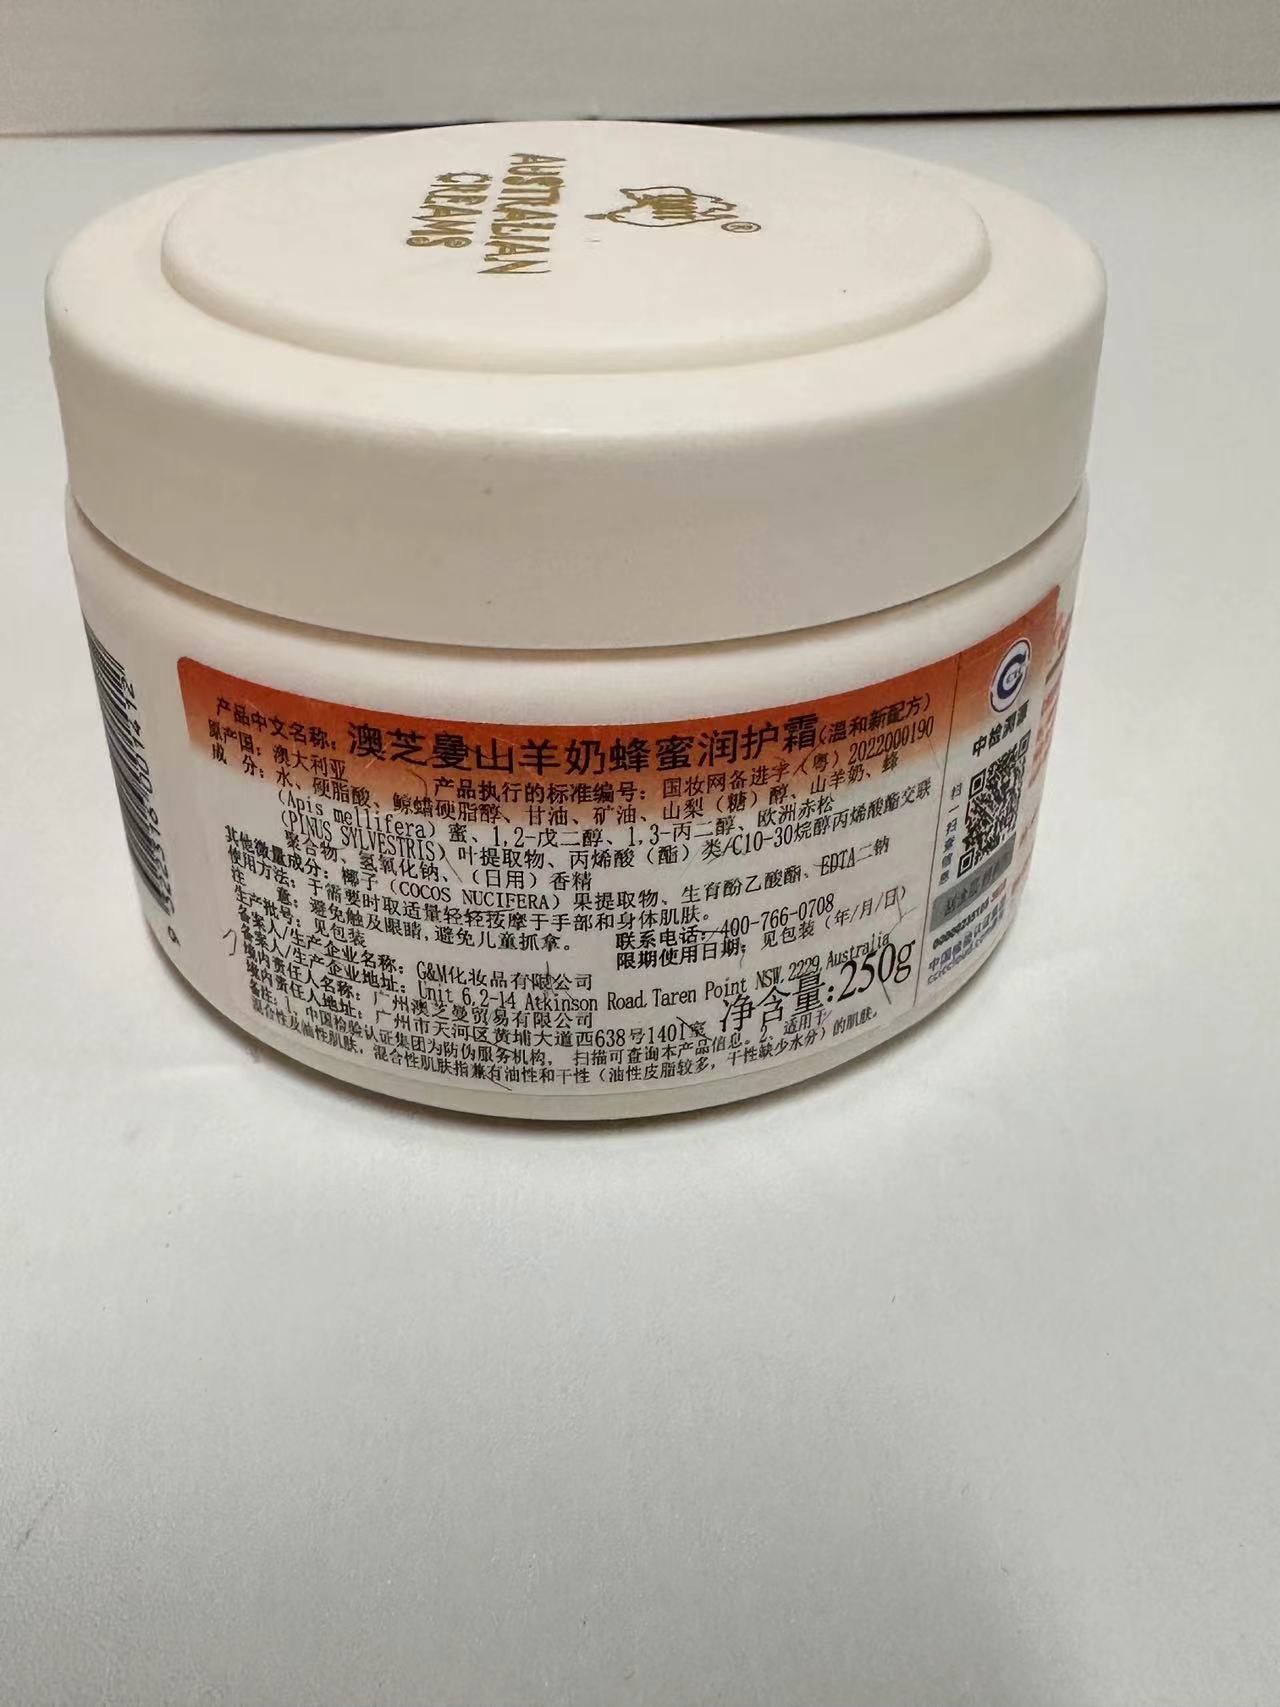 AUSTRALIAN
CREAMS
®
产品中文名称：澳芝曼山羊奶蜂蜜润护霜(温和新配方)
原产国：澳大利亚 产品执行的标准编号：国妆网备进字(粤)2022000190
成 分：水、硬脂酸、鲸蜡硬脂醇、甘油、矿油、山梨（糖）醇、山羊奶、蜂
(Apis mellifera) 蜜、1,2-戊二醇、1,3-丙二醇、欧洲赤松
(PINUS SYLVESTRIS) 叶提取物、丙烯酸（酯）类/C10-30烷醇丙烯酸酯交联
聚合物、氢氧化钠、（日用）香精
其他微量成分：椰子 (COCOS NUCIFERA) 果提取物、生育酚乙酸酯、EDTA二钠
使用方法：于需要时取适量轻轻按摩于手部和身体肌肤。
注 意：避免触及眼睛，避免儿童抓拿。 联系电话：400-766-0708
生产批号：见包装 限期使用日期：见包装（年/月/日）
备案人/生产企业名称：G&M化妆品有限公司
备案人/生产企业地址：Unit 6,2-14 Atkinson Road Taren Point NSW,2229,Australia
境内责任人名称：广州澳芝曼贸易有限公司 净含量:250g
境内责任人地址：广州市天河区黄埔大道西638号1401室
备注：1、中国检验认证集团为防伪服务机构，扫描可查询本产品信息。2、适用于
混合性及油性肌肤，混合性肌肤指兼有油性和干性（油性皮脂较多，干性缺少水分）的肌肤。
中检溯源
扫一扫查信息